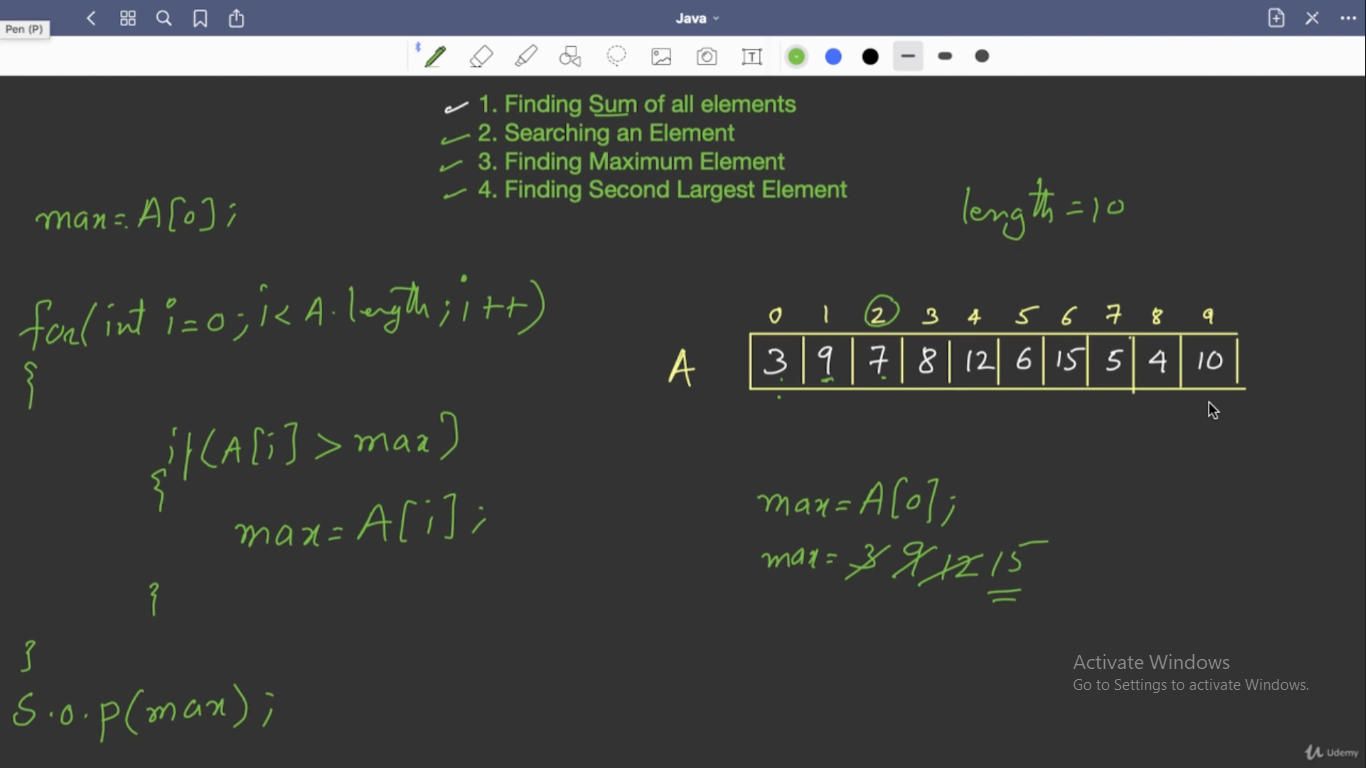 Java
Pen (P)
1. Finding Sum of all elements
2. Searching an Element
3. Finding Maximum Element
4. Finding Second Largest Element
max=A[0];
length=10
for(int i=0;i<A.length;i++)
{
if(A[i]>max)
{
max=A[i];
}
}
S.o.p(max);
0 1 2 3 4 5 6 7 8 9
A 3 9 7 8 12 6 15 5 4 10
max=A[0];
max=3 9 12 15
Activate Windows
Go to Settings to activate Windows.
Udemy